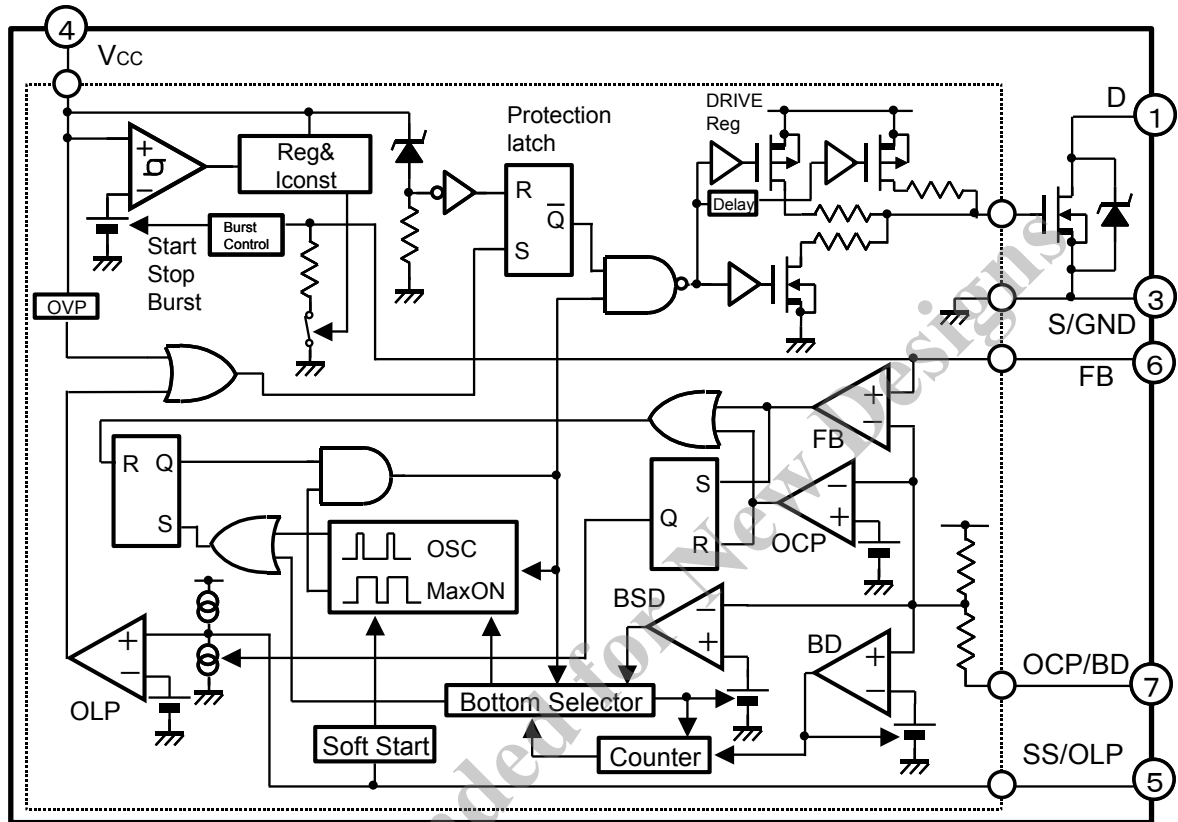 4
VCC
D
1
DRIVE
Reg
Protection
latch
+
−
Reg&
Iconst
R
Q
S
Delay
Burst
Control
Start
Stop
Burst
OVP
3
S/GND
6
FB
+
−
FB
R
Q
S
S
Q
R
−
+
OCP
OSC
MaxON
BSD
−
+
BD
+
−
OCP/BD
7
+
−
OLP
Bottom Selector
Soft Start
Counter
SS/OLP
5
nded for New Designs